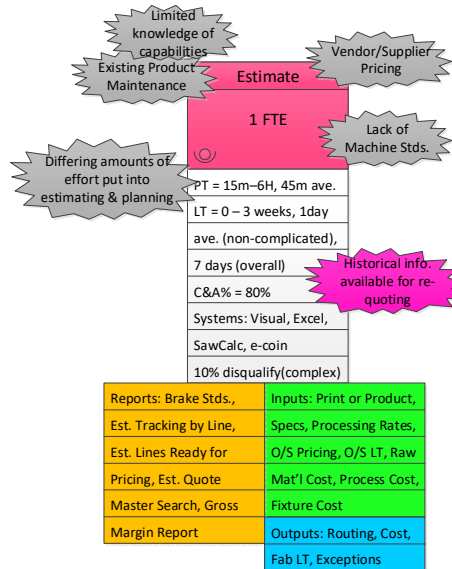 Limited
knowledge of
capabilities
Existing Product
Maintenance
Estimate
Vendor/Supplier
Pricing
1 FTE
Lack of
Machine Stds.
Differing amounts of
effort put into
estimating & planning
PT = 15m–6H, 45m ave.
LT = 0 – 3 weeks, 1day
ave. (non-complicated),
7 days (overall)
C&A% = 80%
Systems: Visual, Excel,
SawCalc, e-coin
10% disqualify(complex)
Historical info.
available for re-
quoting
Reports: Brake Stds.,
Est. Tracking by Line,
Est. Lines Ready for
Pricing, Est. Quote
Master Search, Gross
Margin Report
Inputs: Print or Product,
Specs, Processing Rates,
O/S Pricing, O/S LT, Raw
Mat'l Cost, Process Cost,
Fixture Cost
Outputs: Routing, Cost,
Fab LT, Exceptions